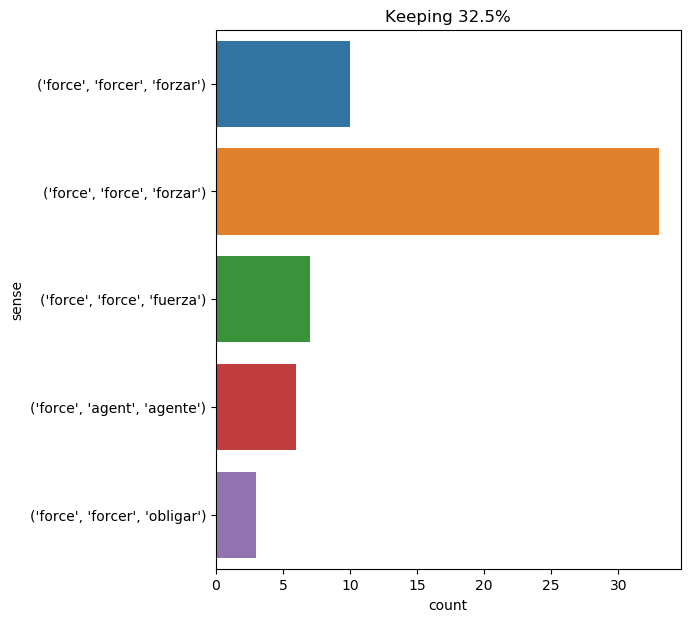 Keeping 32.5%
('force', 'forcer', 'forzar')
('force', 'force', 'forzar')
('force', 'force', 'fuerza')
('force', 'agent', 'agente')
('force', 'forcer', 'obligar')
sense
0 5 10 15 20 25 30
count